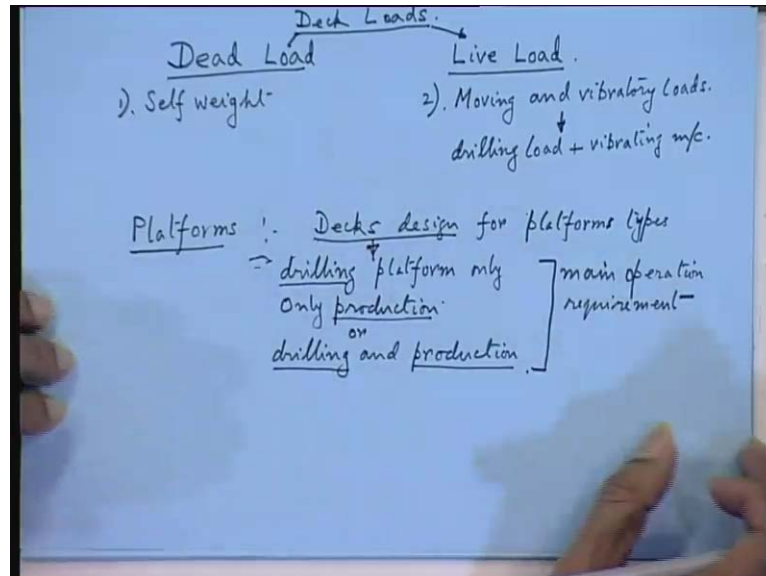 Deck Loads.
Dead Load
Live Load.
1). Self weight
2). Moving and vibratory loads.
drilling load + vibrating m/c.
Platforms :- Decks design for platforms types
⇒ drilling platform only
Only production
or
drilling and production.
main operation
requirement